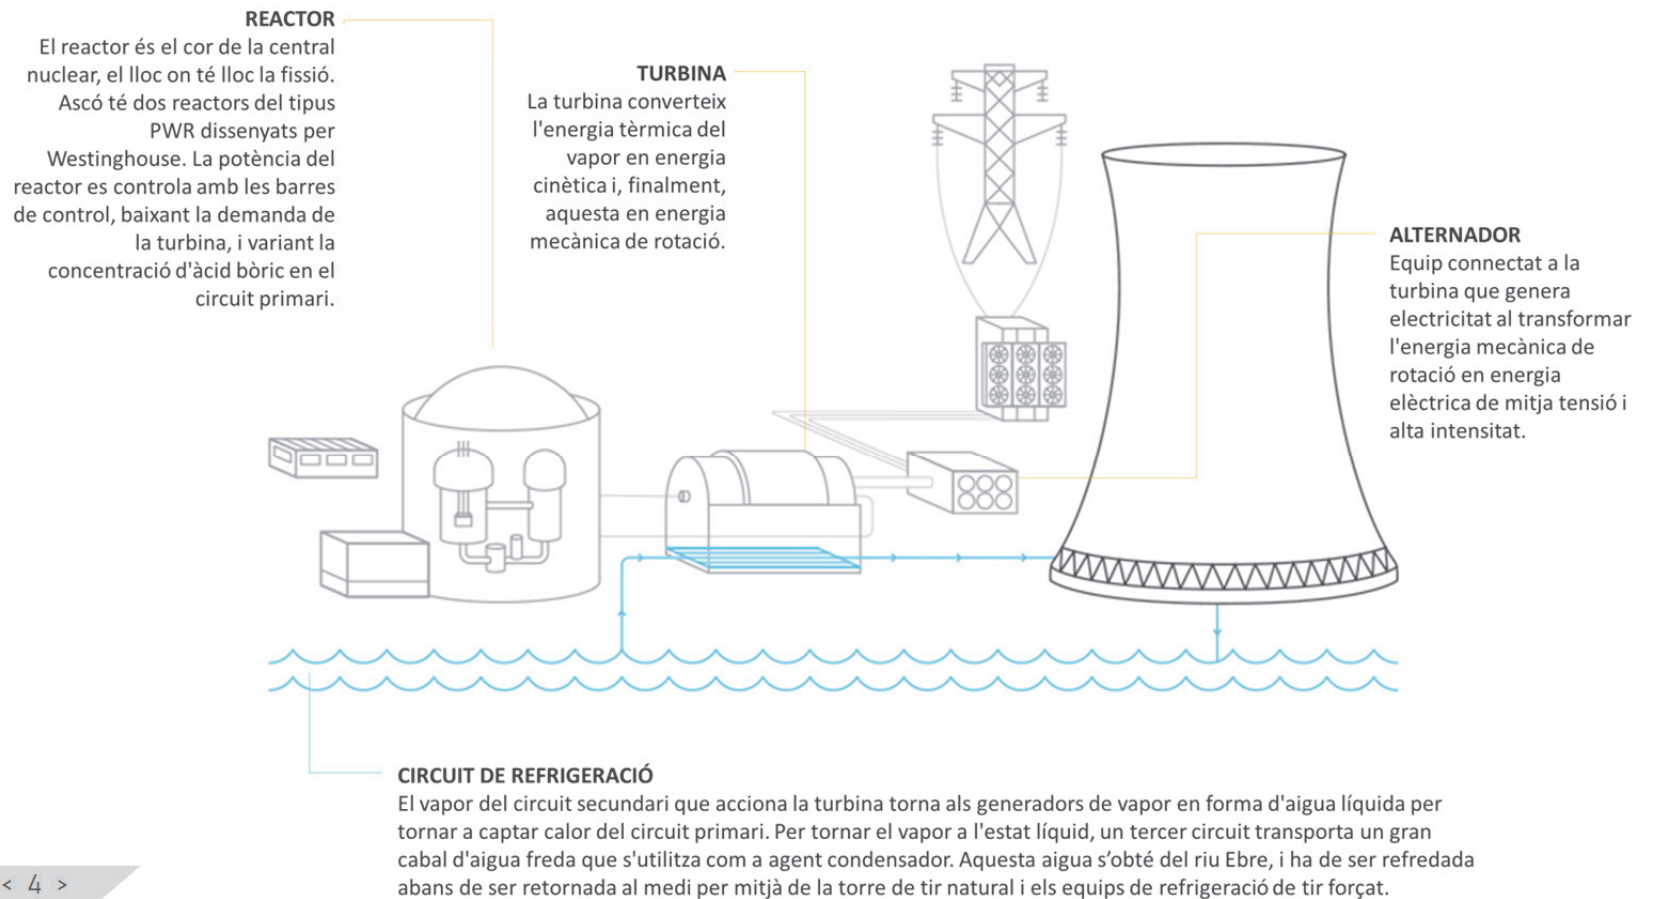 REACTOR
El reactor és el cor de la central
nuclear, el lloc on té lloc la fissió.
Ascó té dos reactors del tipus
PWR dissenyats per
Westinghouse. La potència del
reactor es controla amb les barres
de control, baixant la demanda de
la turbina, i variant la
concentració d'àcid bòric en el
circuit primari.
TURBINA
La turbina converteix
l'energia tèrmica del
vapor en energia
cinètica i, finalment,
aquesta en energia
mecànica de rotació.
ALTERNADOR
Equip connectat a la
turbina que genera
electricitat al transformar
l'energia mecànica de
rotació en energia
elèctrica de mitja tensió i
alta intensitat.
CIRCUIT DE REFRIGERACIÓ
El vapor del circuit secundari que acciona la turbina torna als generadors de vapor en forma d'aigua líquida per
tornar a captar calor del circuit primari. Per tornar el vapor a l'estat líquid, un tercer circuit transporta un gran
cabal d'aigua freda que s'utilitza com a agent condensador. Aquesta aigua s’obté del riu Ebre, i ha de ser refredada
abans de ser retornada al medi per mitjà de la torre de tir natural i els equips de refrigeració de tir forçat.
< 4 >